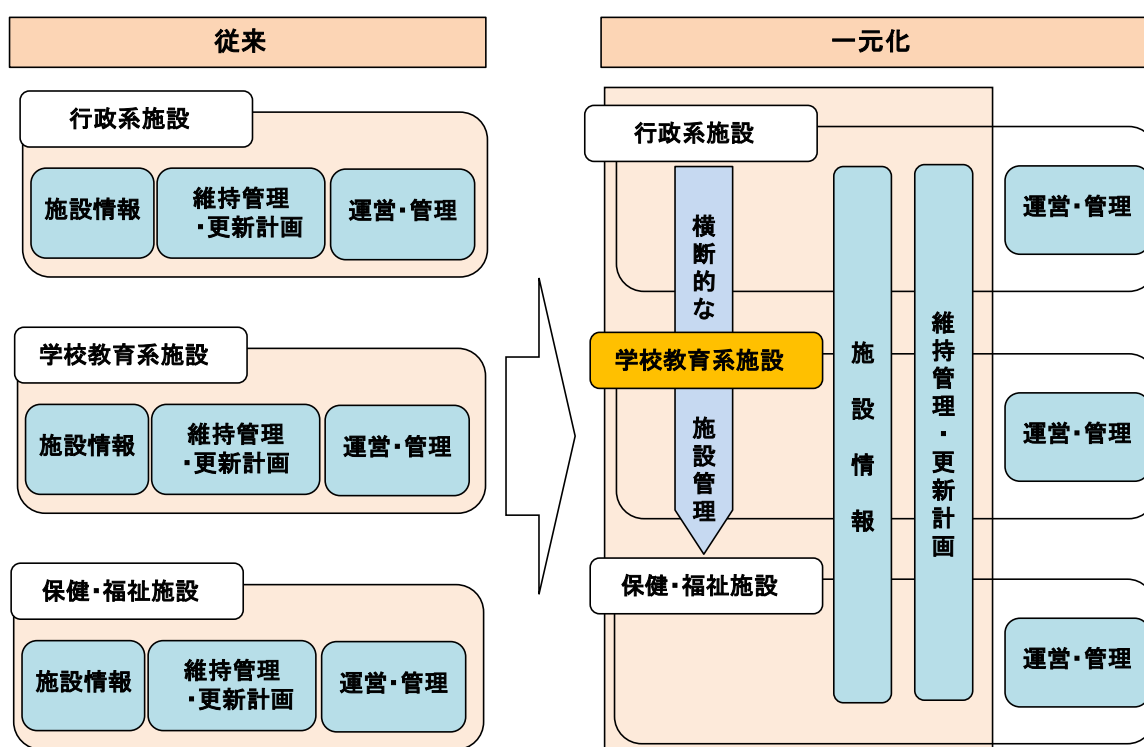 従来
行政系施設
施設情報
維持管理
・更新計画
運営・管理
学校教育系施設
施設情報
維持管理
・更新計画
運営・管理
保健・福祉施設
施設情報
維持管理
・更新計画
運営・管理
一元化
行政系施設
横断的な
学校教育系施設
施設管理
保健・福祉施設
施設情報
維持管理・更新計画
運営・管理
運営・管理
運営・管理